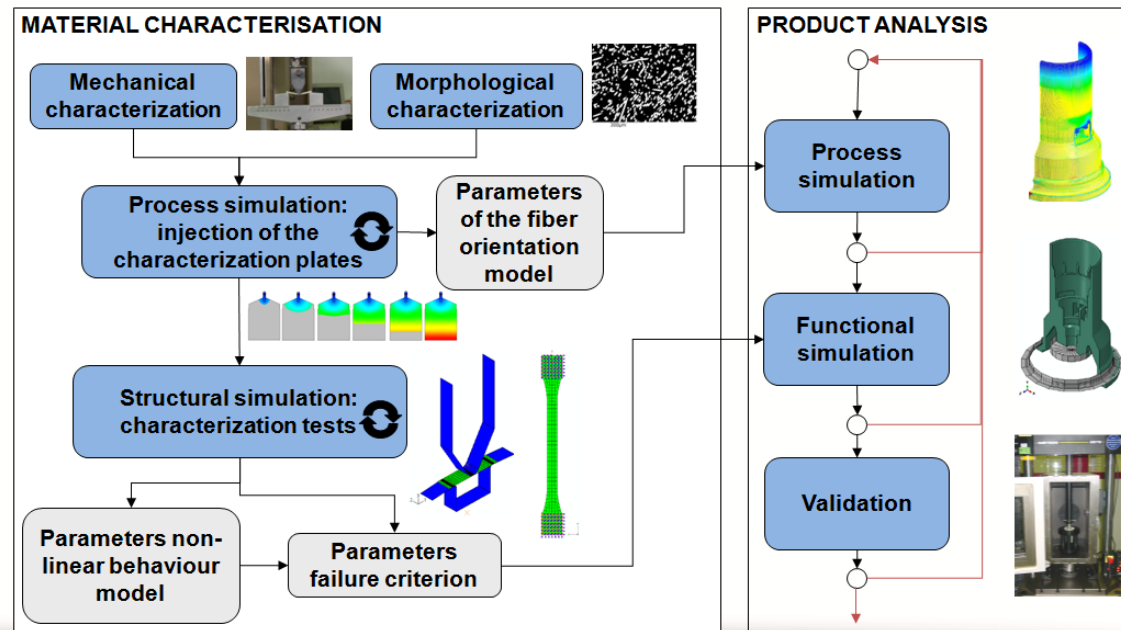 MATERIAL CHARACTERISATION
Mechanical
characterization
Morphological
characterization
Process simulation:
injection of the
characterization plates
Parameters
of the fiber
orientation
model
Structural simulation:
characterization tests
Parameters non-
linear behaviour
model
Parameters
failure criterion
PRODUCT ANALYSIS
Process
simulation
Functional
simulation
Validation